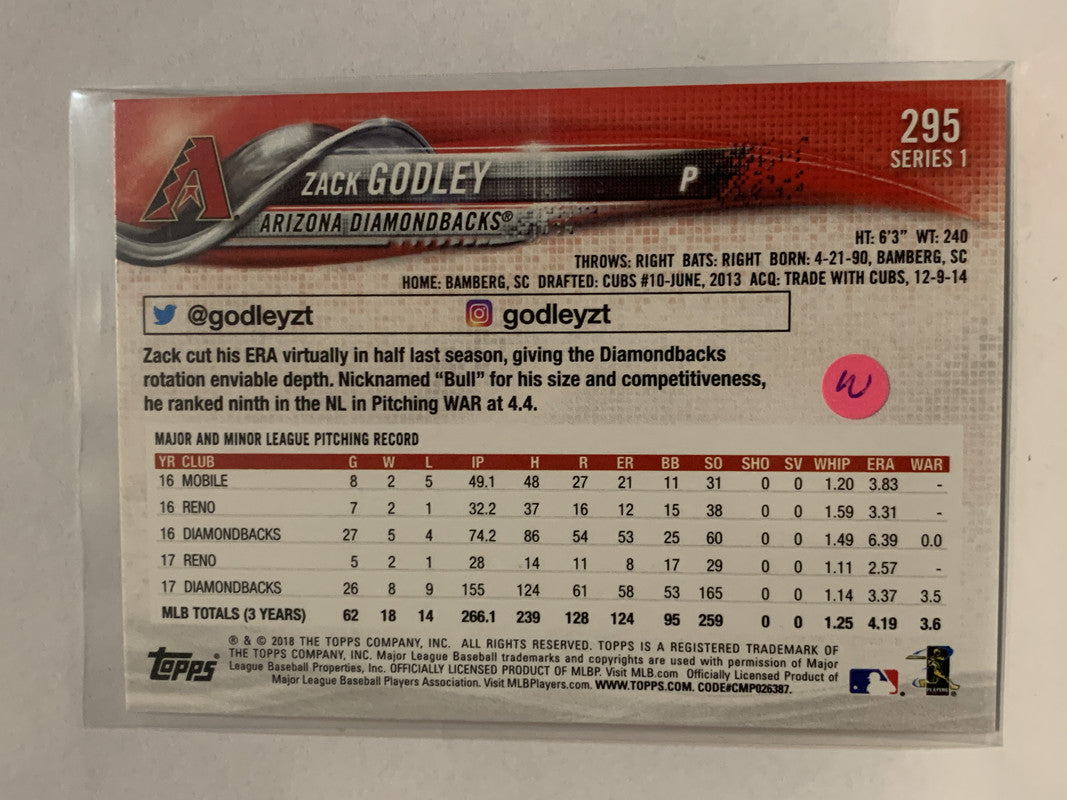 295
SERIES 1
ZACK GODLEY P
ARIZONA DIAMONDBACKS®
HT: 6'3" WT: 240
THROWS: RIGHT BATS: RIGHT BORN: 4-21-90, BAMBERG, SC
HOME: BAMBERG, SC DRAFTED: CUBS #10-JUNE, 2013 ACQ: TRADE WITH CUBS, 12-9-14
@godleyzt godleyzt
Zack cut his ERA virtually in half last season, giving the Diamondbacks
rotation enviable depth. Nicknamed “Bull” for his size and competitiveness,
he ranked ninth in the NL in Pitching WAR at 4.4.
W
MAJOR AND MINOR LEAGUE PITCHING RECORD
YR CLUB G W L IP H R ER BB SO SHO SV WHIP ERA WAR
16 MOBILE 8 2 5 49.1 48 27 21 11 31 0 0 1.20 3.83 -
16 RENO 7 2 1 32.2 37 16 12 15 38 0 0 1.59 3.31 -
16 DIAMONDBACKS 27 5 4 74.2 86 54 53 25 60 0 0 1.49 6.39 0.0
17 RENO 5 2 1 28 14 11 8 17 29 0 0 1.11 2.57 -
17 DIAMONDBACKS 26 8 9 155 124 61 58 53 165 0 0 1.14 3.37 3.5
MLB TOTALS (3 YEARS) 62 18 14 266.1 239 128 124 95 259 0 0 1.25 4.19 3.6
® & © 2018 THE TOPPS COMPANY, INC. ALL RIGHTS RESERVED. TOPPS IS A REGISTERED TRADEMARK OF
THE TOPPS COMPANY, INC. Major League Baseball trademarks and copyrights are used with permission of Major
League Baseball Properties, Inc. OFFICIALLY LICENSED PRODUCT OF MLBP. Visit MLB.com Officially Licensed Product of
Major League Baseball Players Association. Visit MLBPlayers.com. WWW.TOPPS.COM. CODE#CMP026387.
TOPPS®
PLAYERS